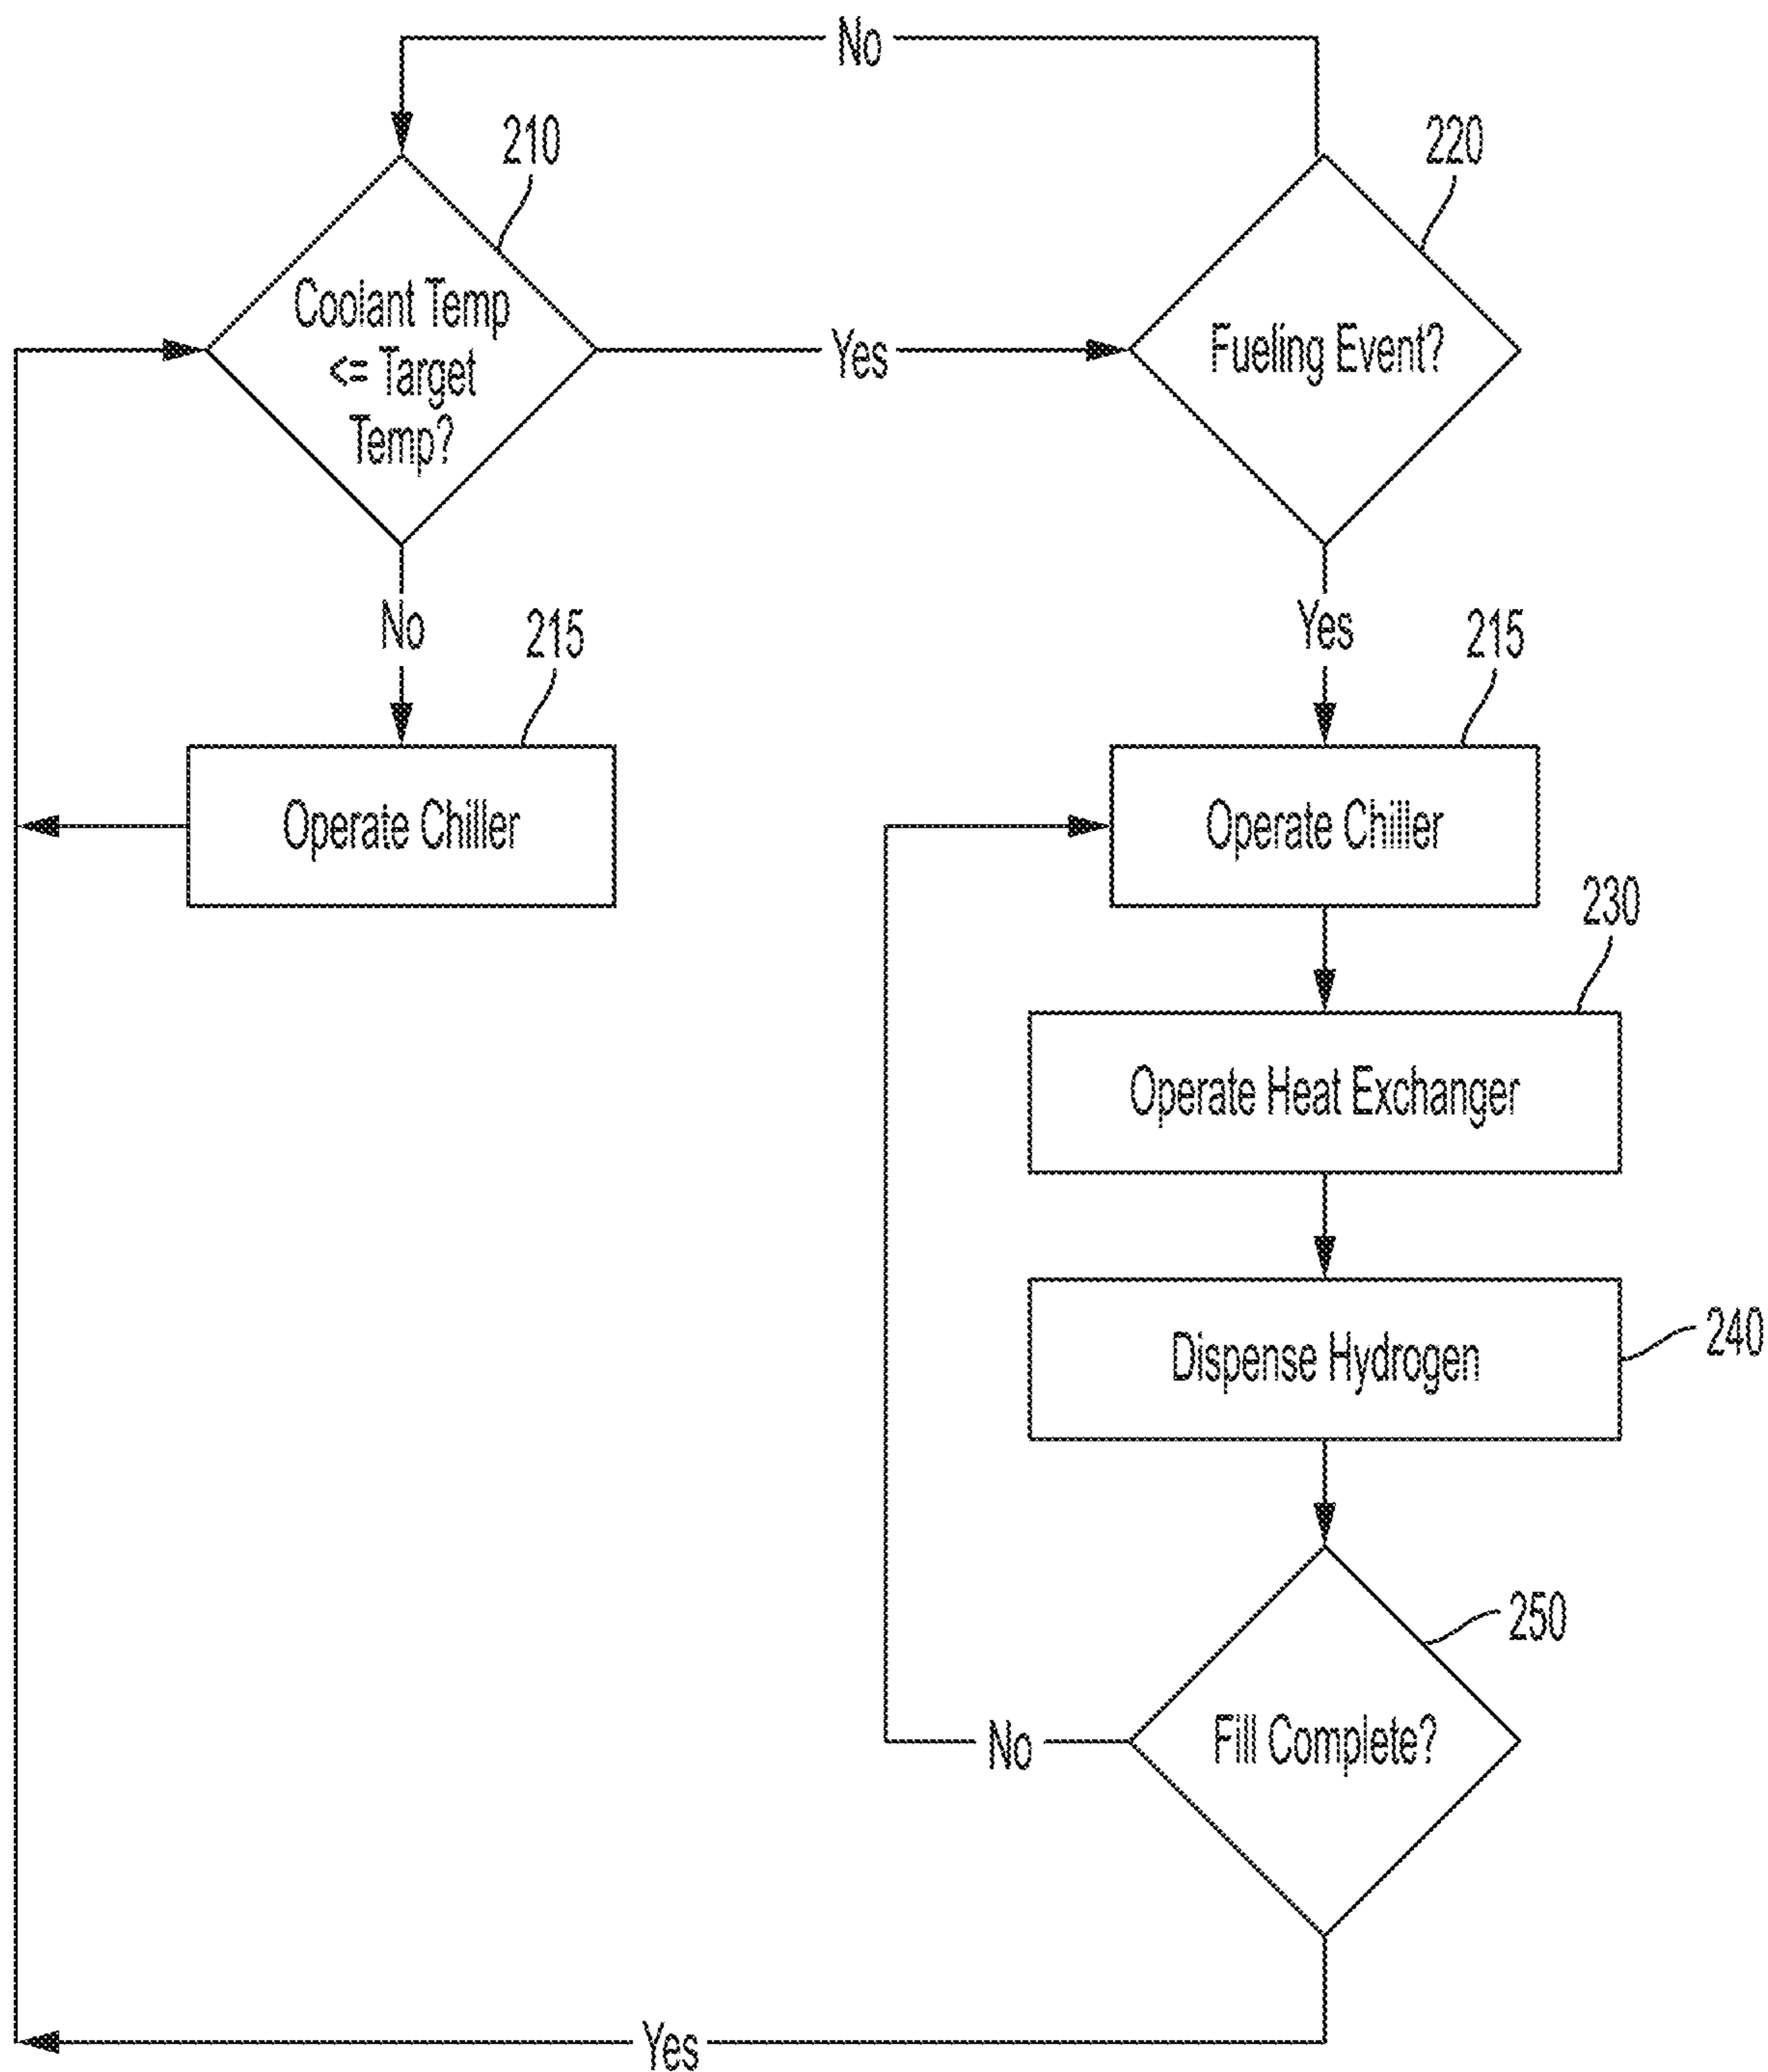 No
210
220
Coolant Temp
<= Target
Temp?
Yes
Fueling Event?
No
215
Yes
215
Operate Chiller
Operate Chiller
230
Operate Heat Exchanger
Dispense Hydrogen
240
250
Fill Complete?
No
Yes